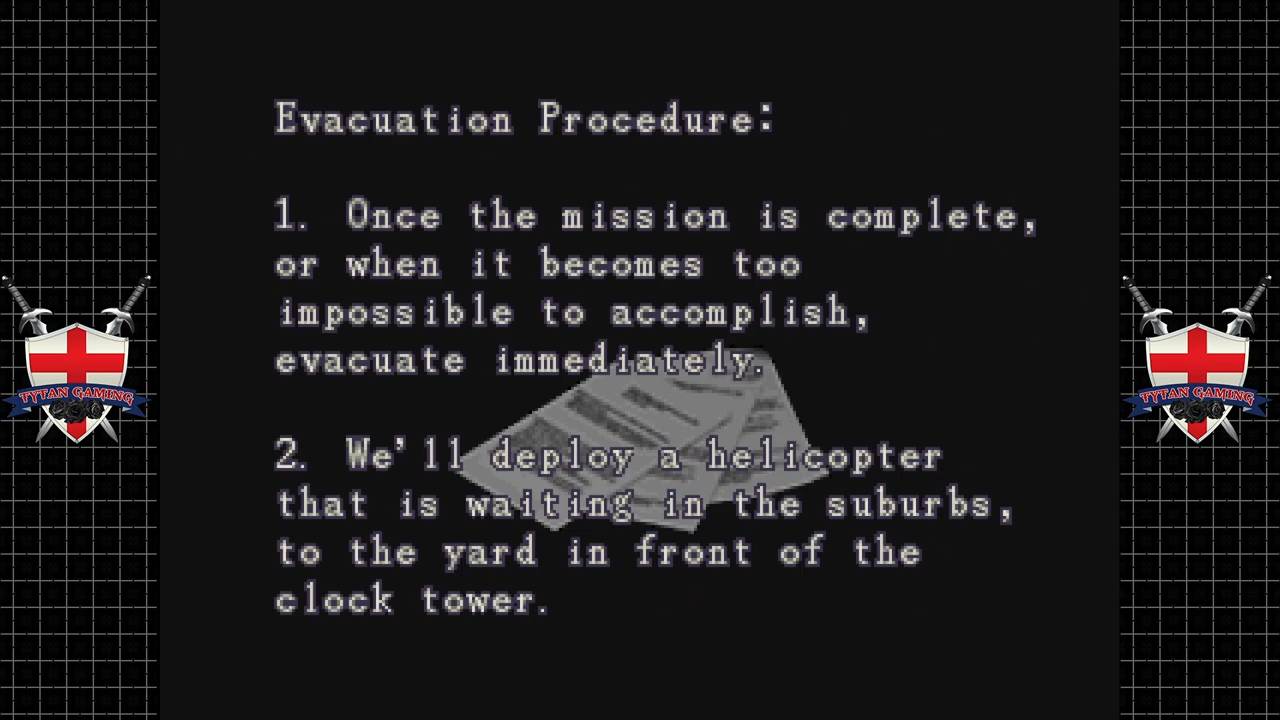 Evacuation Procedure:
1. Once the mission is complete,
or when it becomes too
impossible to accomplish,
evacuate immediately.
2. We'll deploy a helicopter
that is waiting in the suburbs,
to the yard in front of the
clock tower.
TYTAN GAMING
TYTAN GAMING